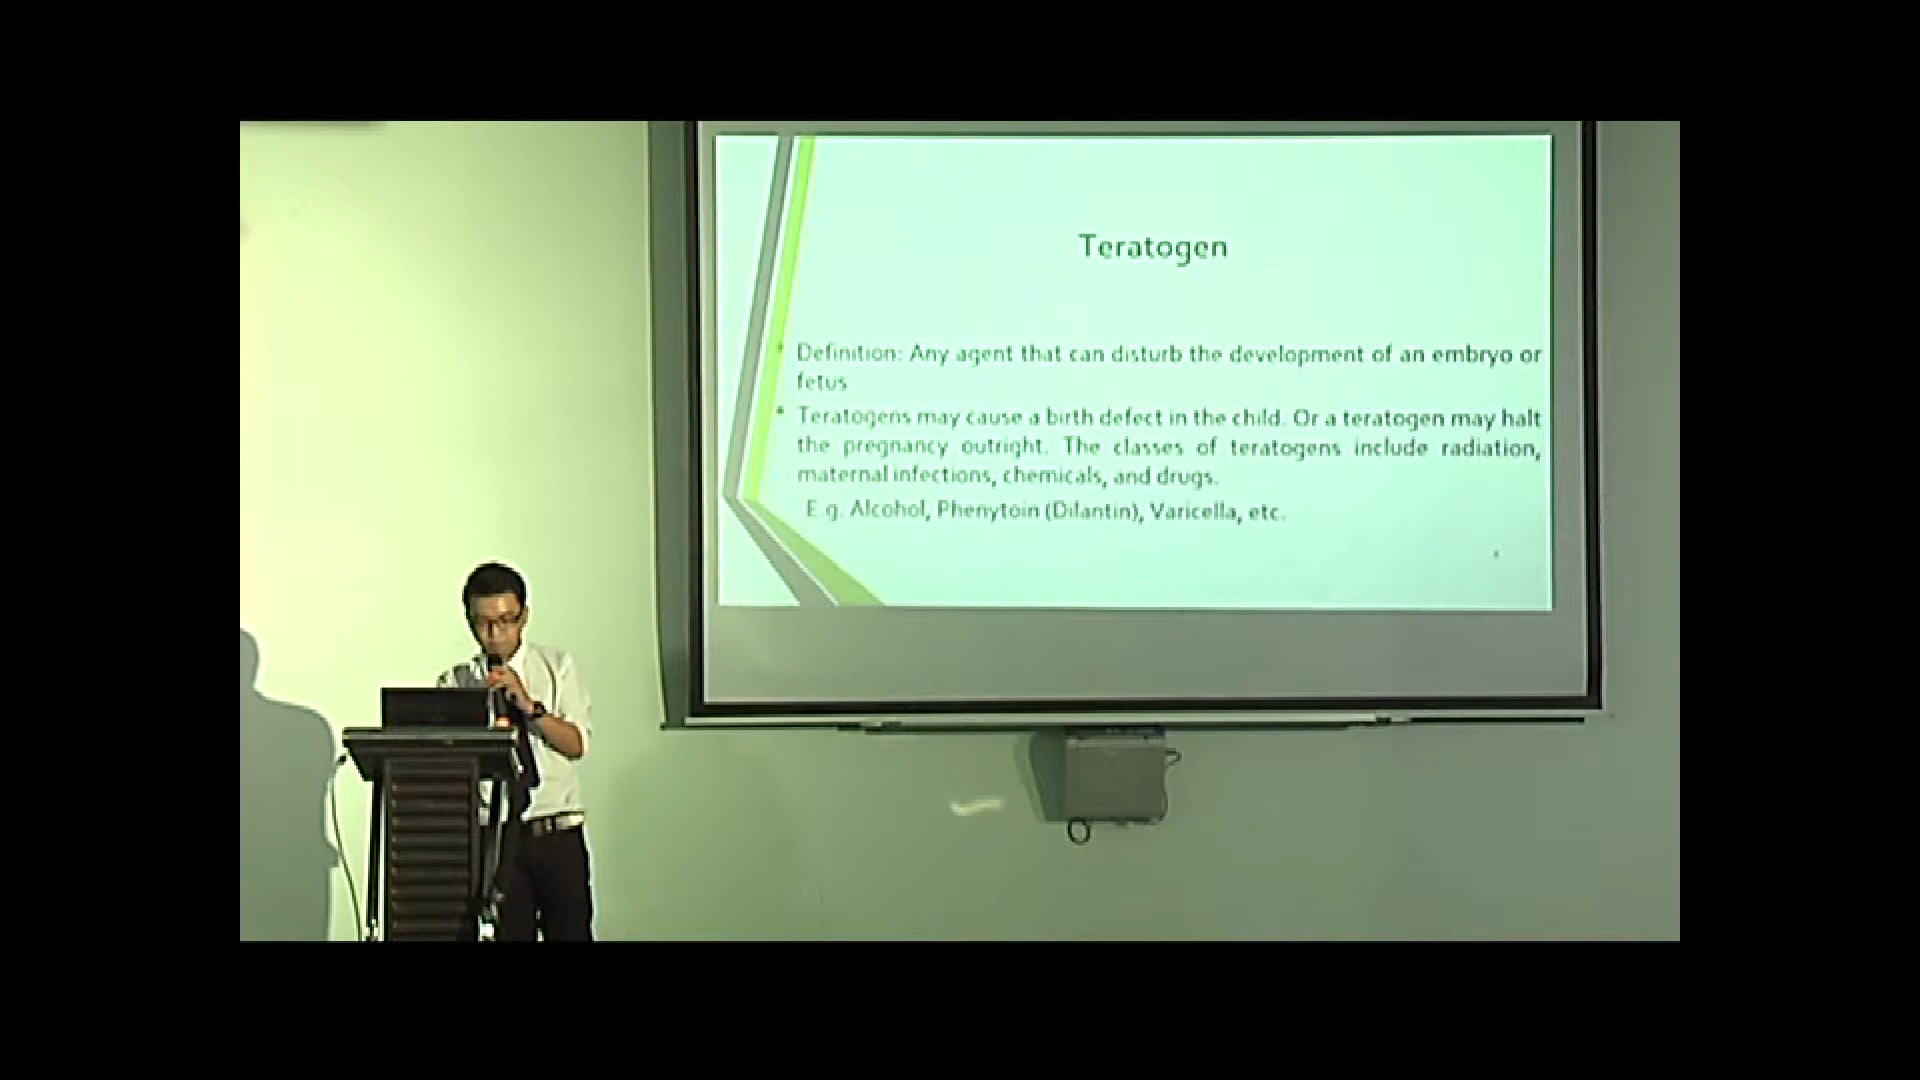 Teratogen
Definition: Any agent that can disturb the development of an embryo or
fetus
Teratogens may cause a birth defect in the child. Or a teratogen may halt
the pregnancy outright. The classes of teratogens include radiation,
maternal infections, chemicals, and drugs.
E.g. Alcohol, Phenytoin (Dilantin), Varicella, etc.